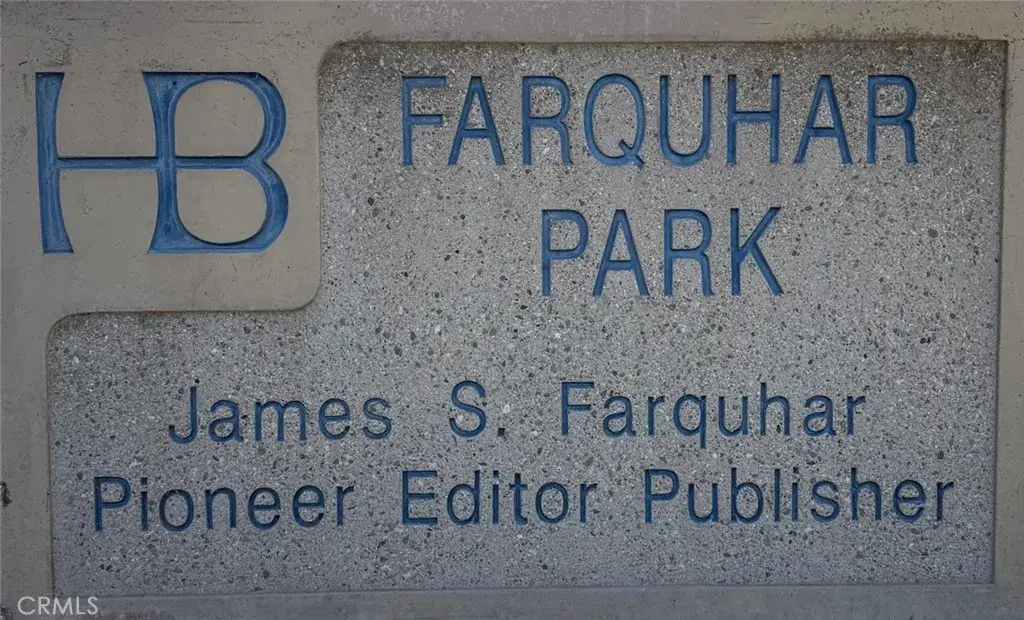 HB
FARQUHAR
PARK
James S. Farquhar
Pioneer Editor Publisher
CRMLS